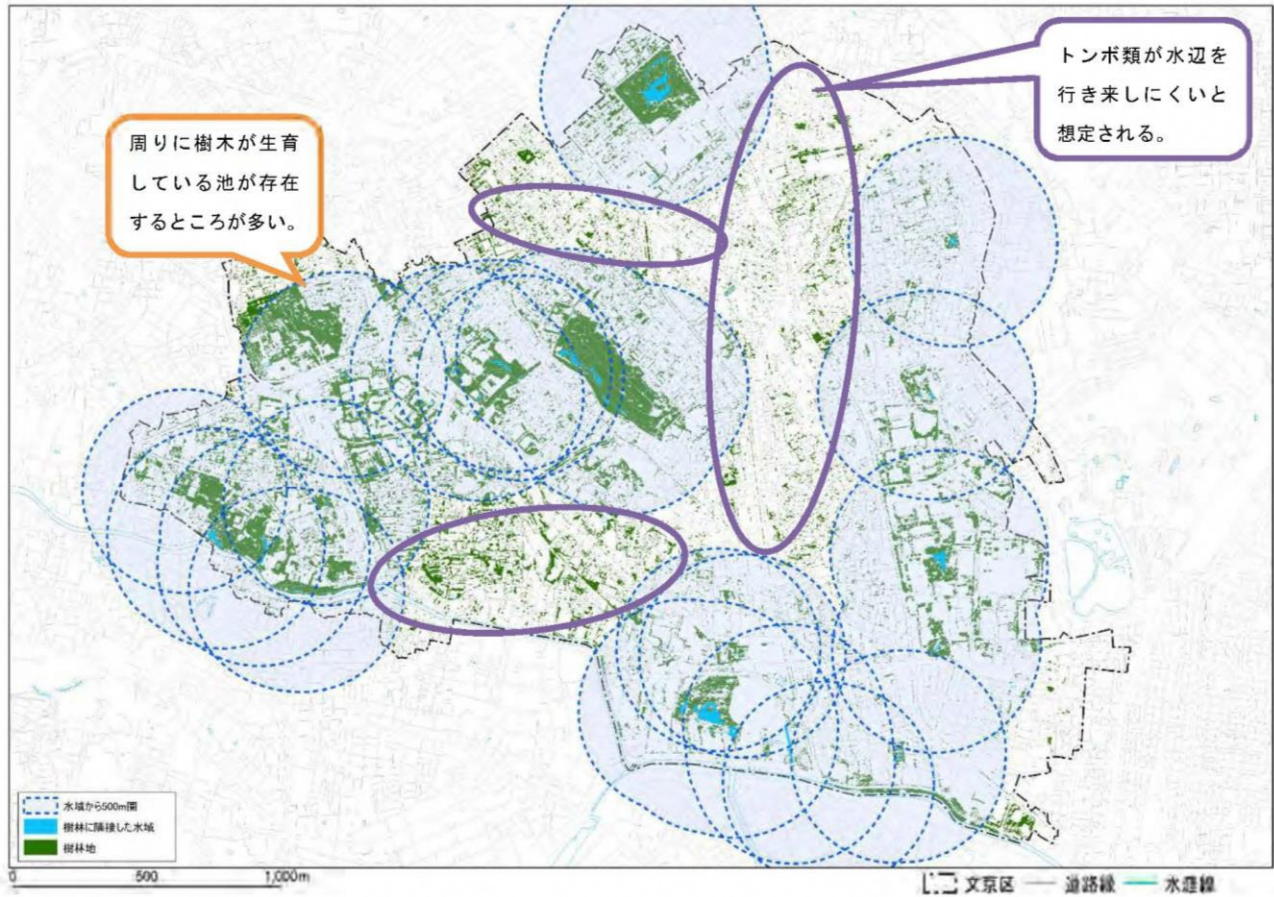 トンボ類が水辺を
行き来しにくいと
想定される。
周りに樹木が生育
している池が存在
するところが多い。
水域から500m圏
樹林に隣接した水域
樹林地
0 500 1,000m
文京区 道路縁 水涯線